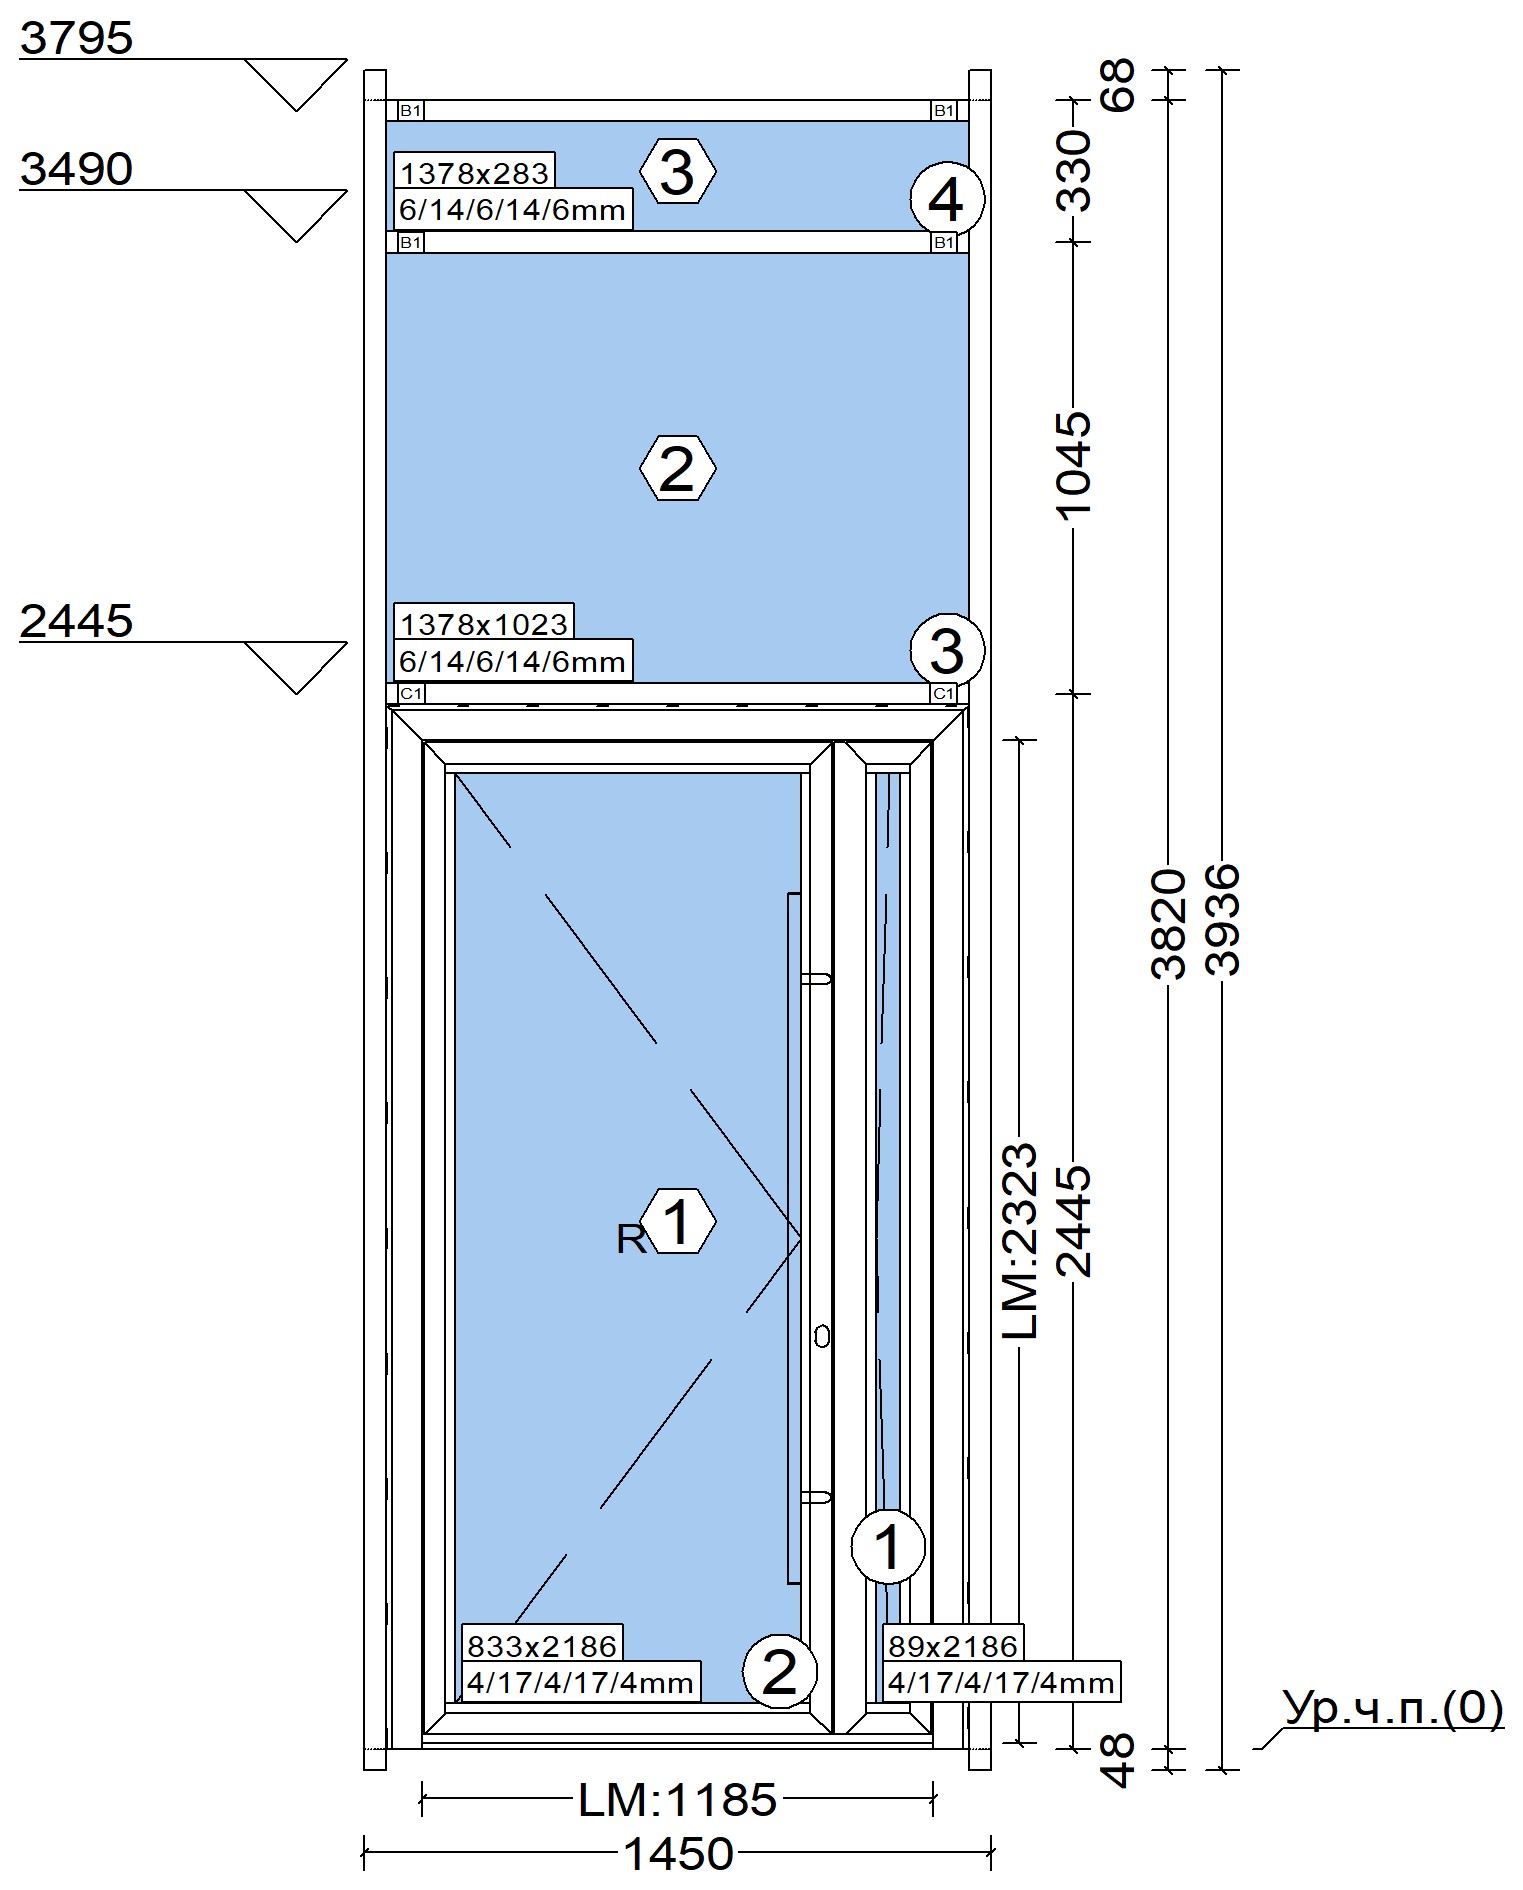 3795
68
B1
B1
3
1378x283
6/14/6/14/6mm
4
330
3490
B1
B1
2
1045
2445
1378x1023
6/14/6/14/6mm
3
C1
C1
3820
3936
LM:2323
2445
1
R
1
833x2186
4/17/4/17/4mm
2
89x2186
4/17/4/17/4mm
Ур.ч.п.(0)
48
LM:1185
1450